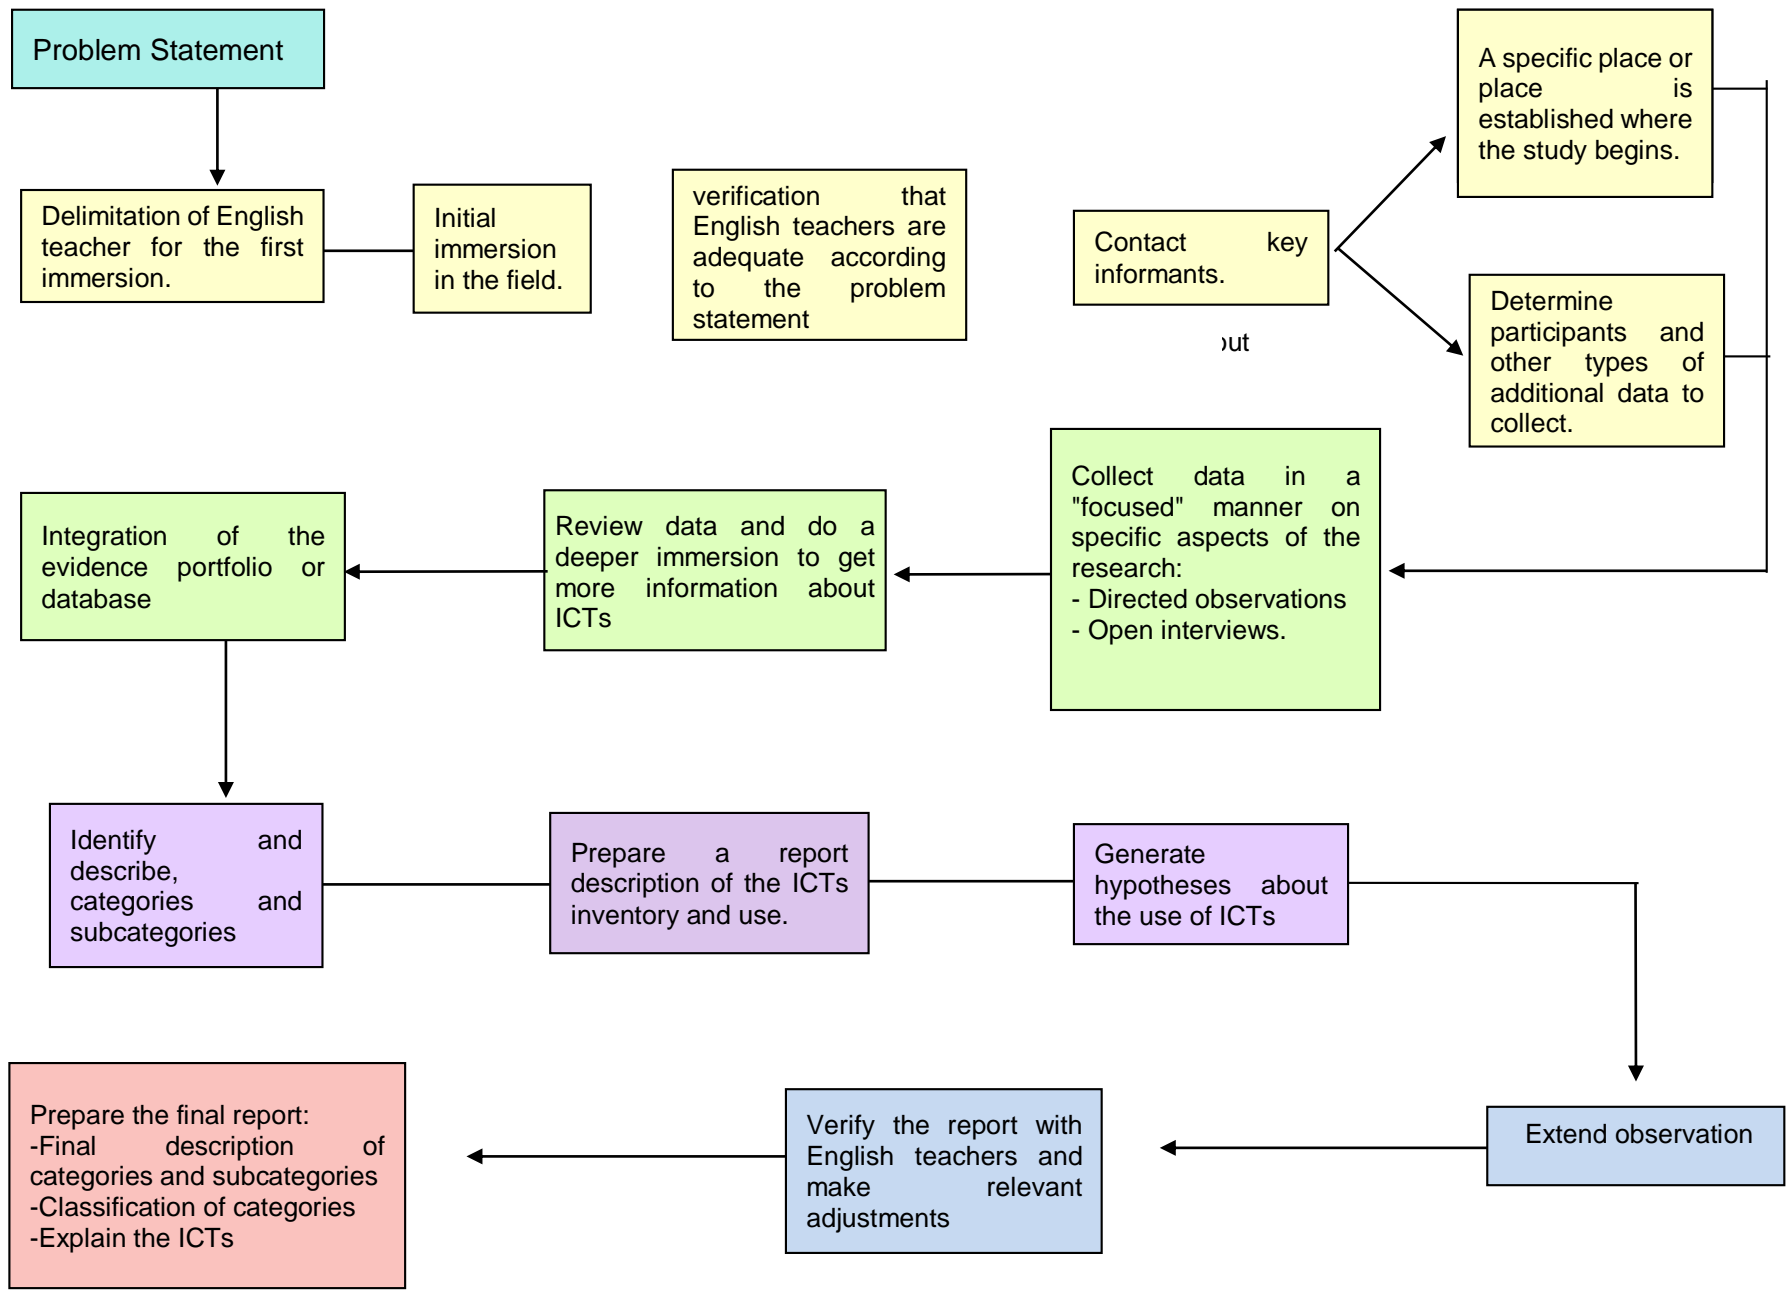 Problem Statement
Delimitation of English
teacher for the first
immersion.
Initial
immersion
in the field.
verification that
English teachers are
adequate according
to the problem
statement
Contact key
informants.
A specific place or
place is
established where
the study begins.
Determine
participants and
other types of
additional data to
collect.
Collect data in a
"focused" manner on
specific aspects of the
research:
- Directed observations
- Open interviews.
Review data and do a
deeper immersion to get
more information about
ICTs
Integration of the
evidence portfolio or
database
Identify and
describe,
categories and
subcategories
Prepare a report
description of the ICTs
inventory and use.
Generate
hypotheses about
the use of ICTs
Extend observation
Verify the report with
English teachers and
make relevant
adjustments
Prepare the final report:
-Final description of
categories and subcategories
-Classification of categories
-Explain the ICTs